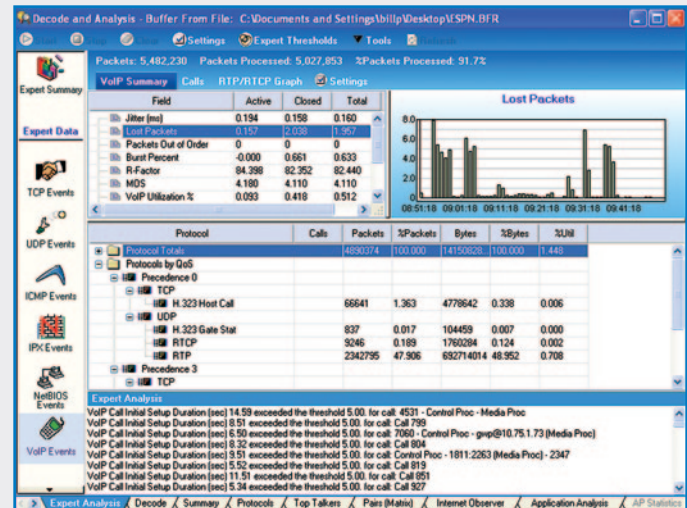 Decode and Analysis - Buffer From File: C:\Documents and Settings\billp\Desktop\ESPN.BFR
Start Stop Clear Settings Expert Thresholds Tools Refresh
Packets: 5,482,230 Packets Processed: 5,027,853 %Packets Processed: 91.7%
VoIP Summary Calls RTP/RTCP Graph Settings
Expert Summary
Expert Data
TCP Events
UDP Events
ICMP Events
IPX Events
NetBIOS Events
VoIP Events
Field Active Closed Total
Jitter (ms) 0.194 0.158 0.160
Lost Packets 0.157 2.038 1.957
Packets Out of Order 0 0 0
Burst Percent -0.000 0.661 0.633
R-Factor 84.398 82.352 82.440
MOS 4.180 4.110 4.110
VoIP Utilization % 0.093 0.418 0.512
Lost Packets
8.0
6.0
4.0
2.0
0
08:51:18 09:01:18 09:11:18 09:21:18 09:31:18 09:41:18
Protocol Calls Packets %Packets Bytes %Bytes %Util
Protocol Totals 4890374 100.000 14150828... 100.000 1.448
Protocols by QoS
Precedence 0
TCP
H.323 Host Call 66641 1.363 4778642 0.338 0.006
UDP
H.323 Gate Stat 837 0.017 104459 0.007 0.000
RTCP 9246 0.189 1760284 0.124 0.002
RTP 2342795 47.906 692714014 48.952 0.708
Precedence 3
TCP
Expert Analysis
VoIP Call Initial Setup Duration (sec) 14.59 exceeded the threshold 5.00. for call: 4531 - Control Proc - Media Proc
VoIP Call Initial Setup Duration (sec) 8.51 exceeded the threshold 5.00. for call: Call 799
VoIP Call Initial Setup Duration (sec) 6.50 exceeded the threshold 5.00. for call: 7060 - Control Proc - gwp@10.75.1.73 (Media Proc)
VoIP Call Initial Setup Duration (sec) 8.32 exceeded the threshold 5.00. for call: Call 804
VoIP Call Initial Setup Duration (sec) 9.51 exceeded the threshold 5.00. for call: Control Proc - 1811:2263 (Media Proc) - 2347
VoIP Call Initial Setup Duration (sec) 5.52 exceeded the threshold 5.00. for call: Call 819
VoIP Call Initial Setup Duration (sec) 11.51 exceeded the threshold 5.00. for call: Call 851
VoIP Call Initial Setup Duration (sec) 5.34 exceeded the threshold 5.00. for call: Call 927
Expert Analysis Decode Summary Protocols Top Talkers Pairs (Matrix) Internet Observer Application Analysis AP Statistics